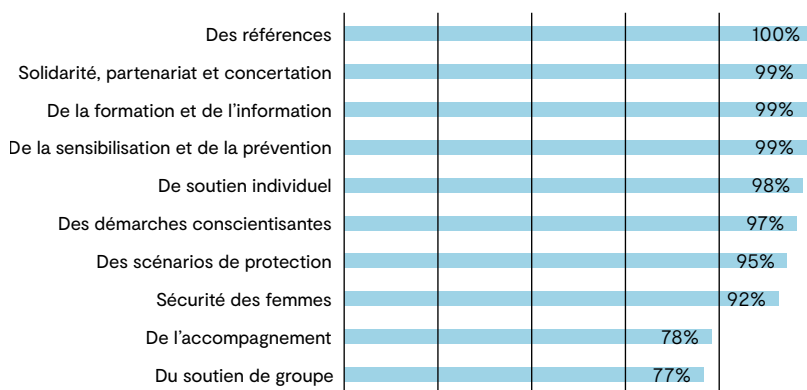 Des références 100%
Solidarité, partenariat et concertation 99%
De la formation et de l’information 99%
De la sensibilisation et de la prévention 99%
De soutien individuel 98%
Des démarches conscientisantes 97%
Des scénarios de protection 95%
Sécurité des femmes 92%
De l’accompagnement 78%
Du soutien de groupe 77%